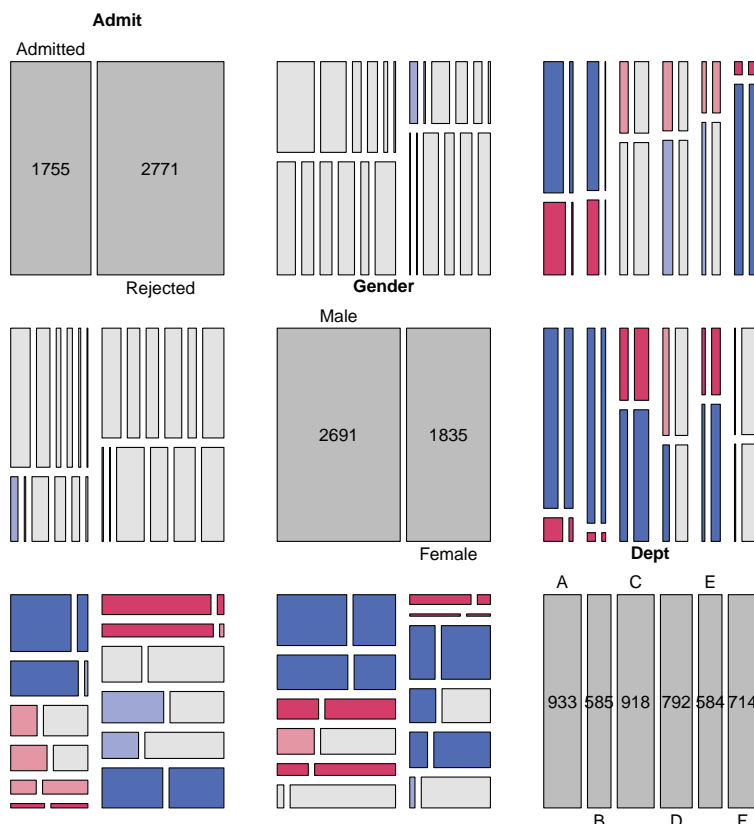 Admit
Admitted
1755 2771
Rejected
Gender
Male
2691 1835
Female
Dept
A C E
933 585 918 792 584 714
B D F